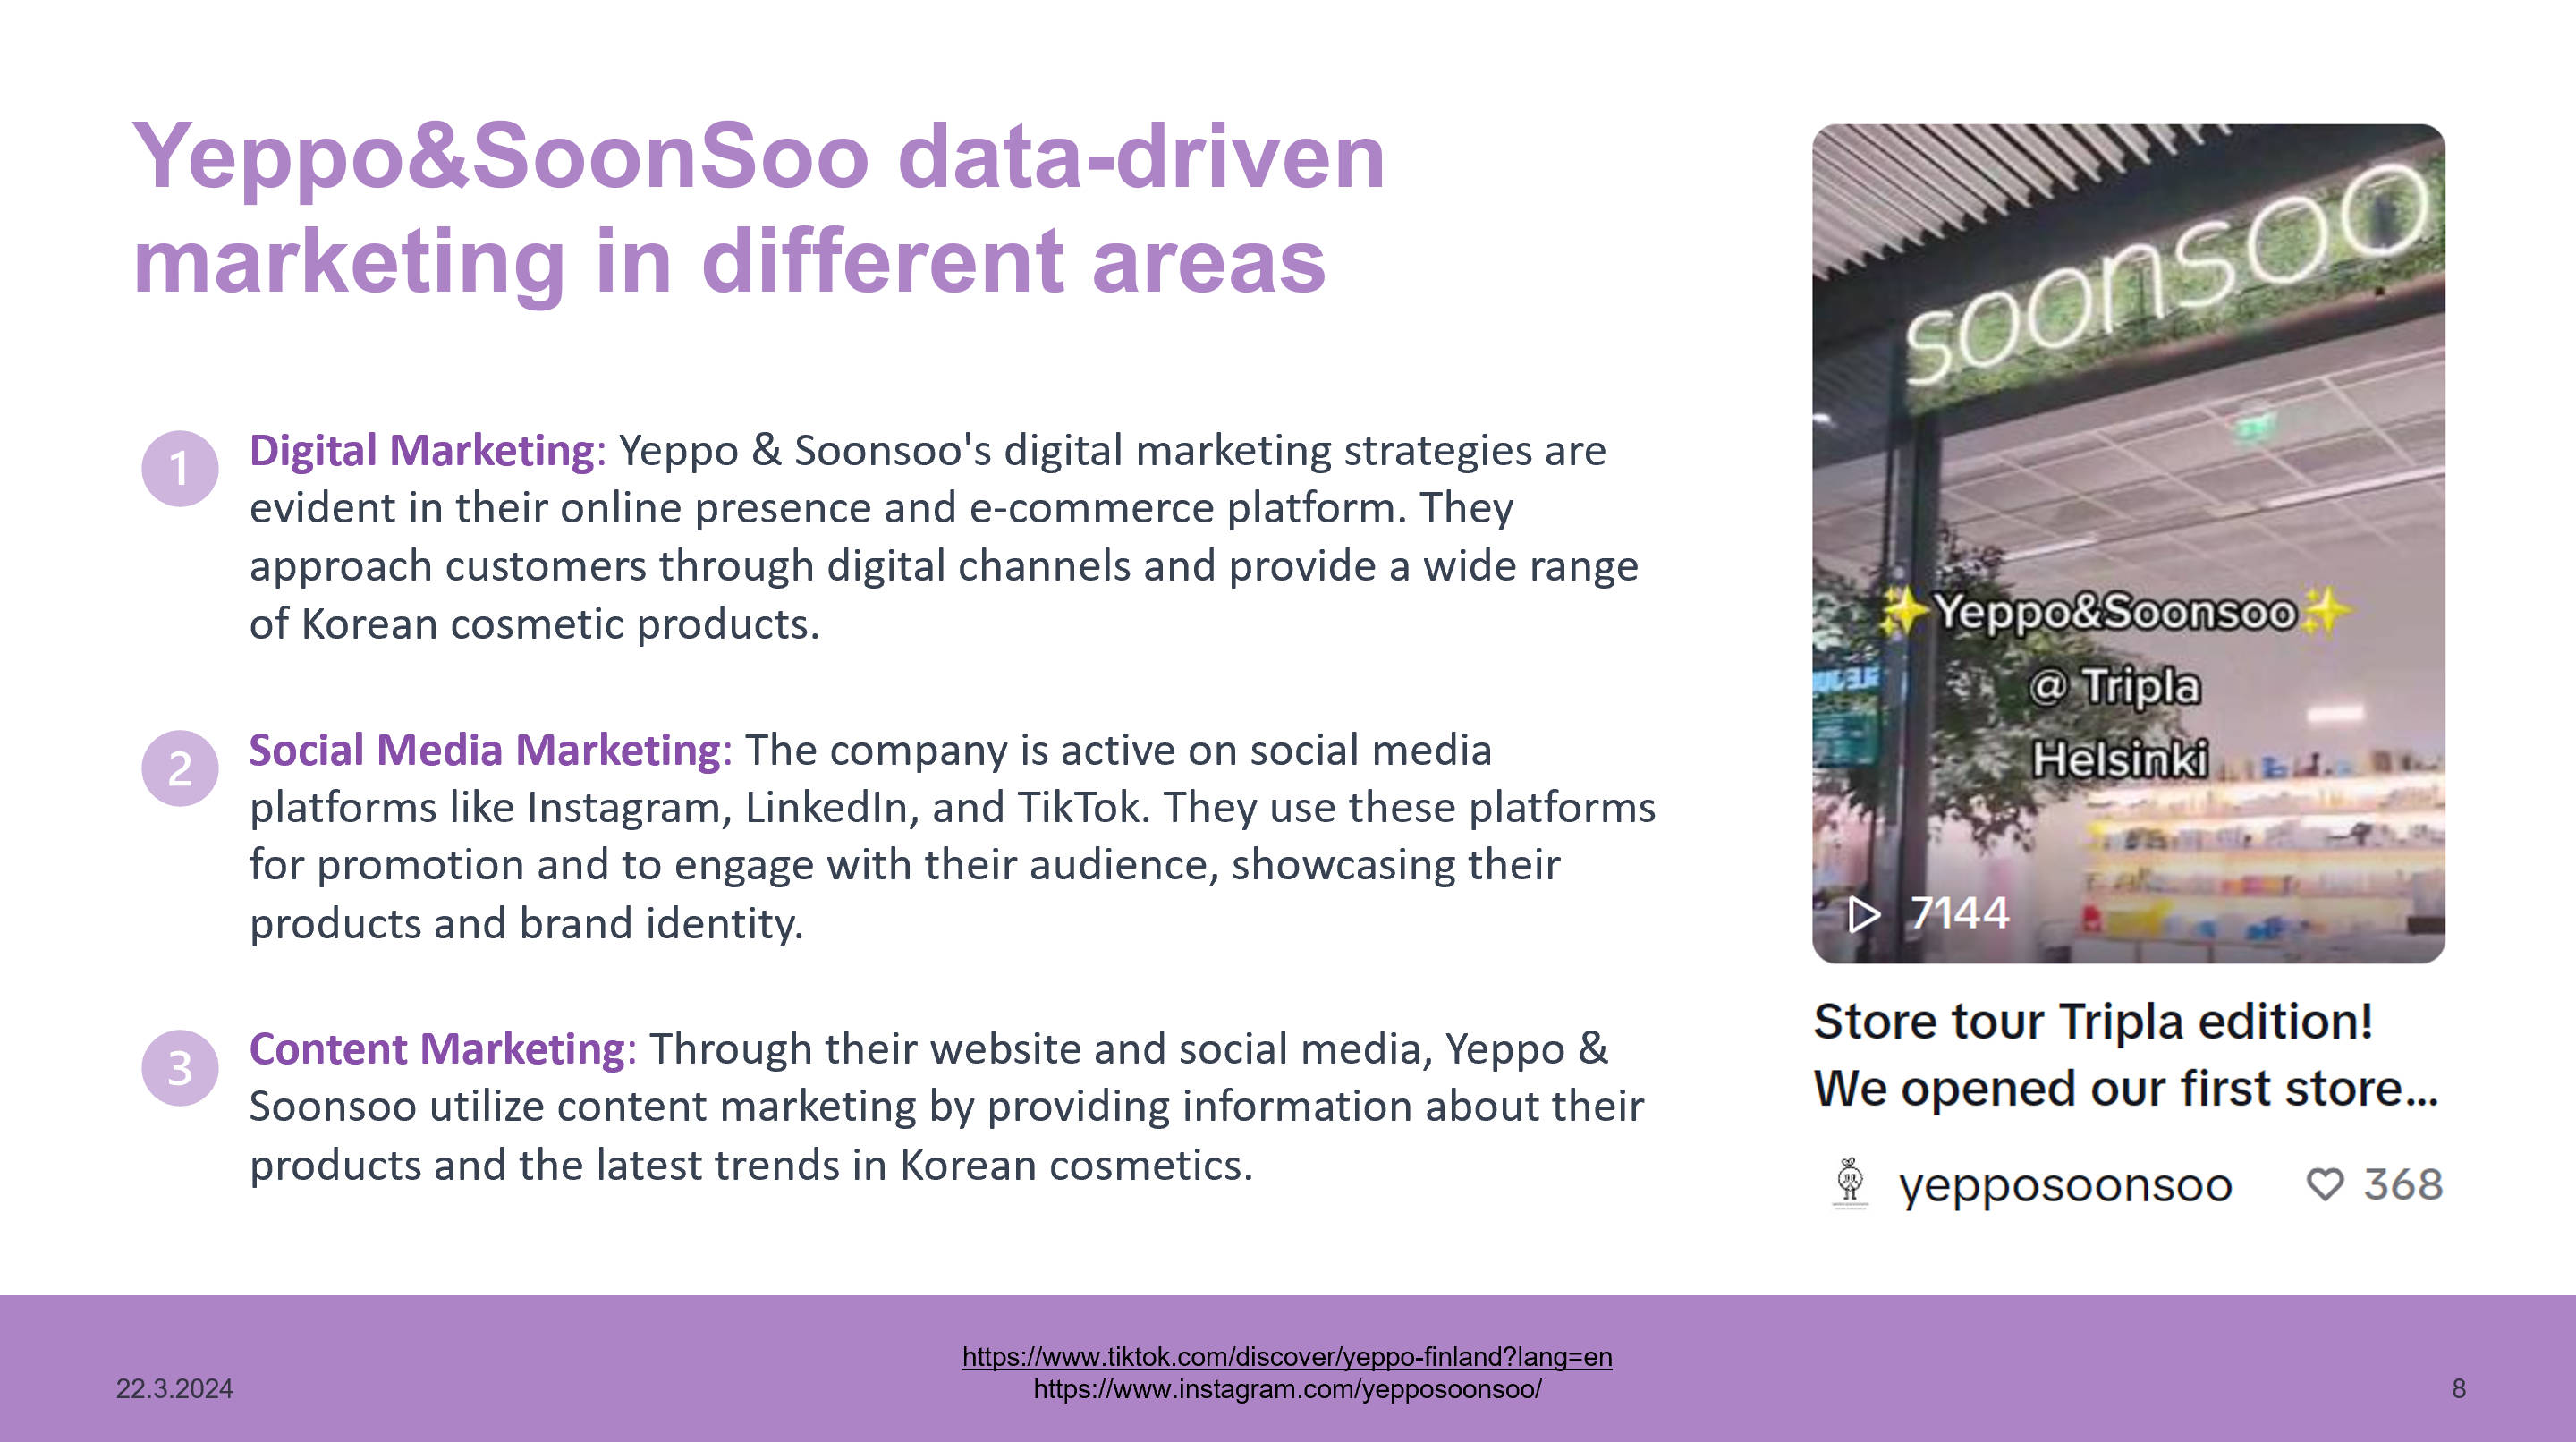 Yeppo&SoonSoo data-driven
marketing in different areas
1
Digital Marketing: Yeppo & Soonsoo's digital marketing strategies are
evident in their online presence and e-commerce platform. They
approach customers through digital channels and provide a wide range
of Korean cosmetic products.
2
Social Media Marketing: The company is active on social media
platforms like Instagram, LinkedIn, and TikTok. They use these platforms
for promotion and to engage with their audience, showcasing their
products and brand identity.
3
Content Marketing: Through their website and social media, Yeppo &
Soonsoo utilize content marketing by providing information about their
products and the latest trends in Korean cosmetics.
soonsoo
✨Yeppo&Soonsoo✨
@ Tripla
Helsinki
7144
Store tour Tripla edition!
We opened our first store...
yepposoonsoo
368
22.3.2024
https://www.tiktok.com/discover/yeppo-finland?lang=en
https://www.instagram.com/yepposoonsoo/
8